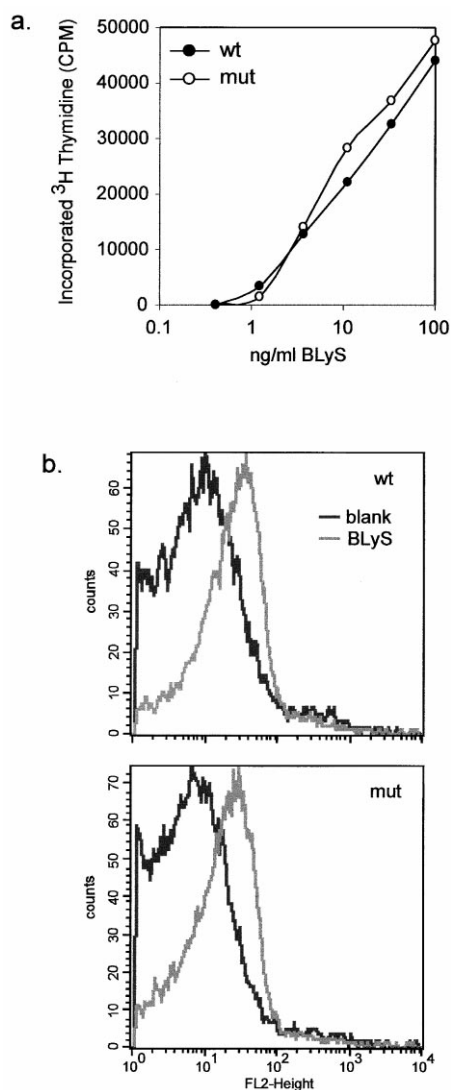 a.
Incorporated ³H Thymidine (CPM)
50000
40000
30000
20000
10000
0
wt
mut
0.1 1 10 100
ng/ml BLyS
b.
counts
60
50
40
30
20
10
0
wt
blank
BLyS
counts
70
60
50
40
30
20
10
0
mut
10⁰ 10¹ 10² 10³ 10⁴
FL2-Height